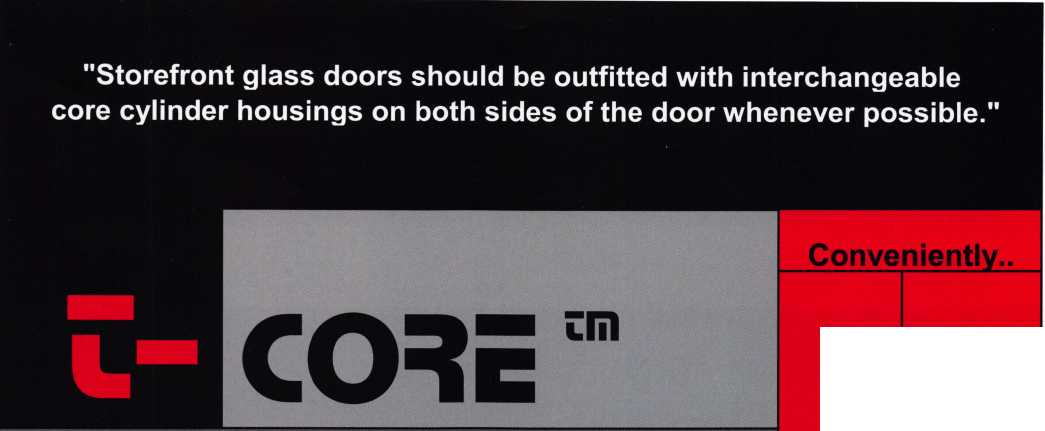 "Storefront glass doors should be outfitted with interchangeable
core cylinder housings on both sides of the door whenever possible."
Conveniently..
t-CORE ™